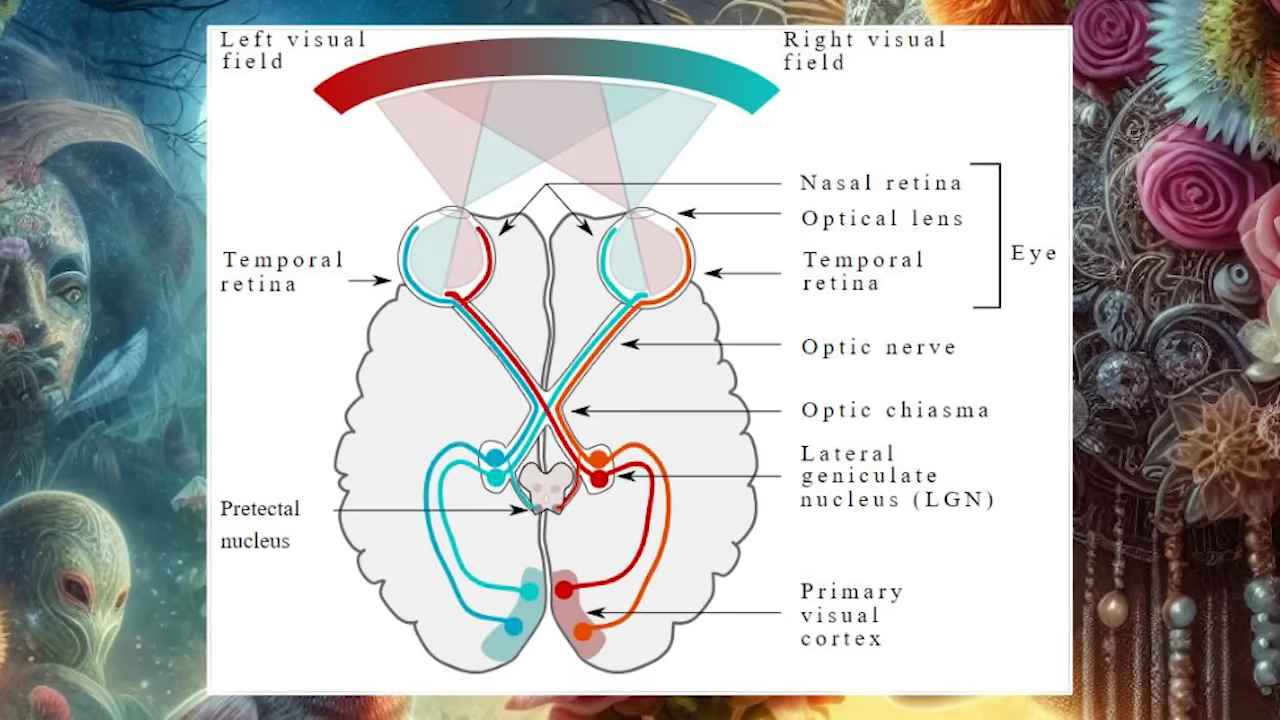 Left visual
field
Right visual
field
Nasal retina
Optical lens
Eye
Temporal
retina
Temporal
retina
Optic nerve
Optic chiasma
Lateral
geniculate
nucleus (LGN)
Pretectal
nucleus
Primary
visual
cortex